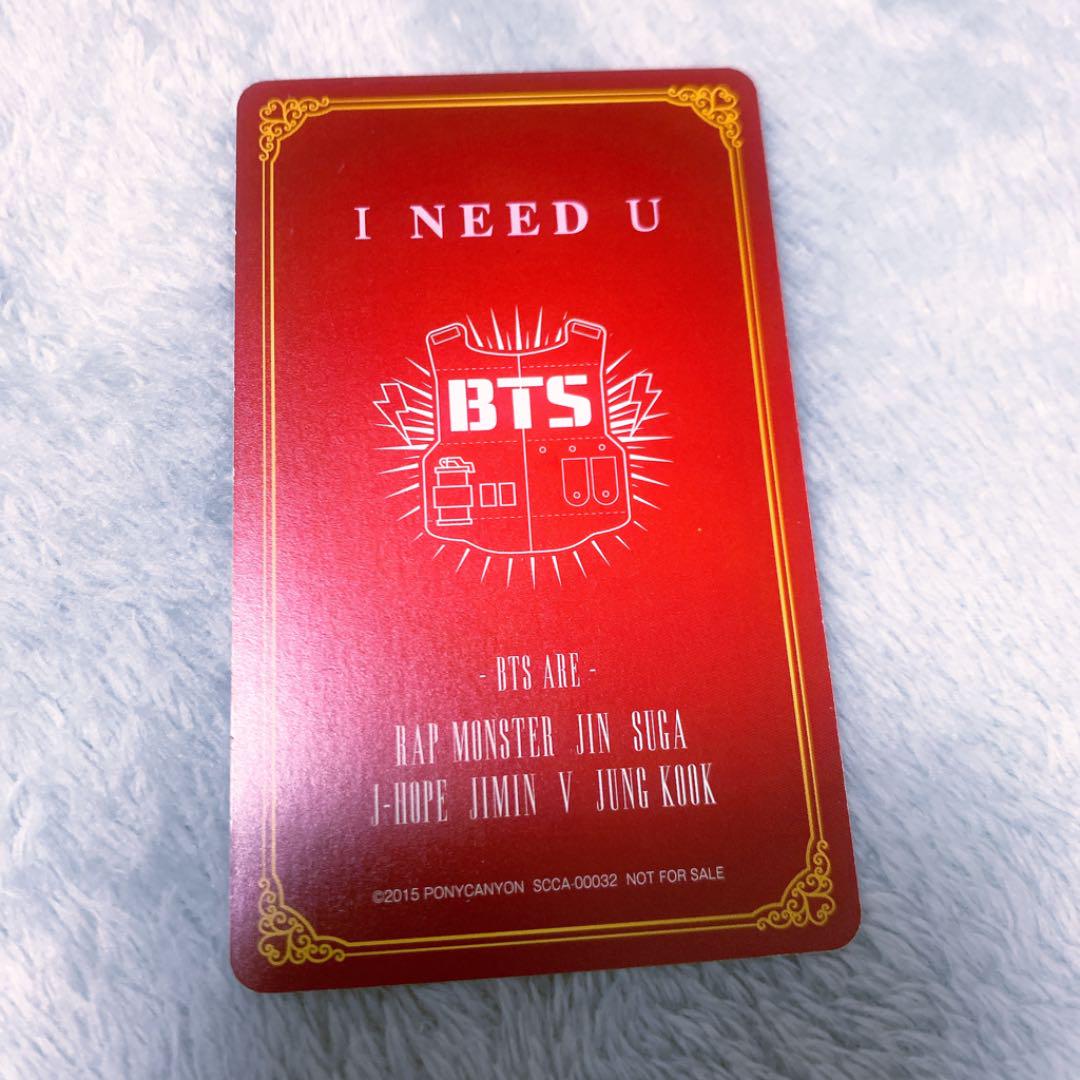 I NEED U
BTS
- BTS ARE -
RAP MONSTER JIN SUGA
J-HOPE JIMIN V JUNG KOOK
©2015 PONYCANYON SCCA-00032 NOT FOR SALE